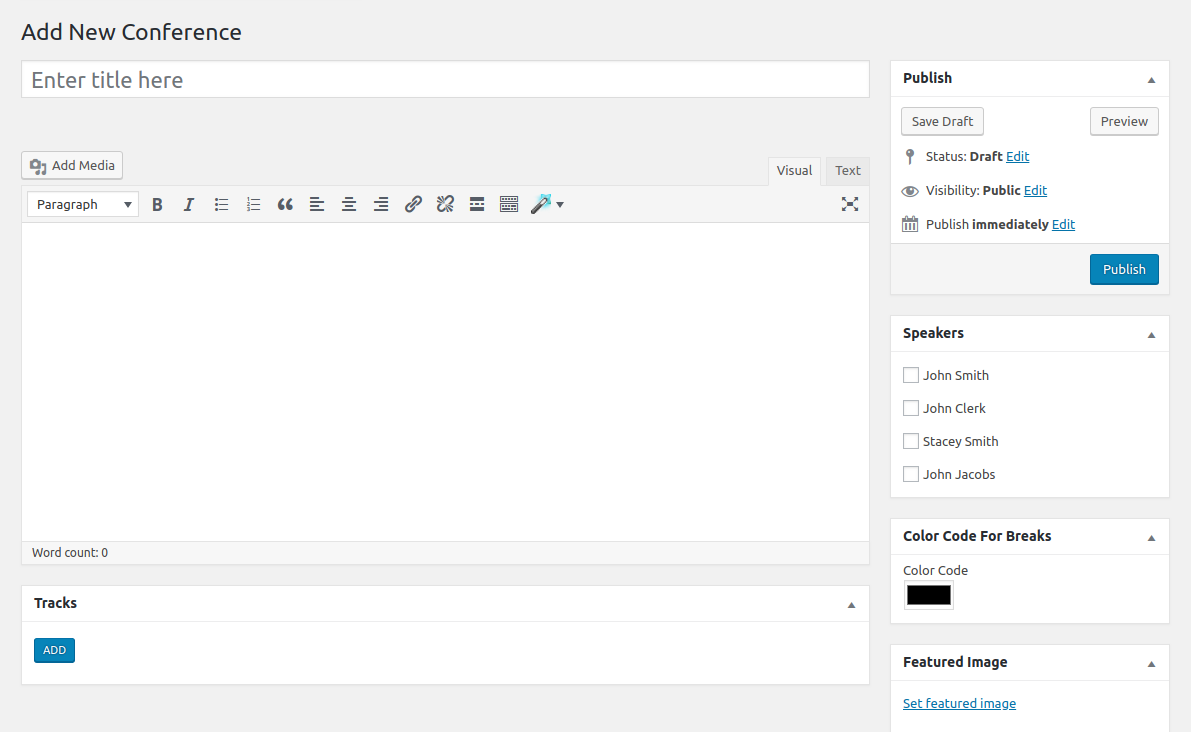 Add New Conference
Enter title here
Add Media
Visual Text
Paragraph
Word count: 0
Tracks
ADD
Publish
Save Draft Preview
Status: Draft Edit
Visibility: Public Edit
Publish immediately Edit
Publish
Speakers
John Smith
John Clerk
Stacey Smith
John Jacobs
Color Code For Breaks
Color Code
Featured Image
Set featured image